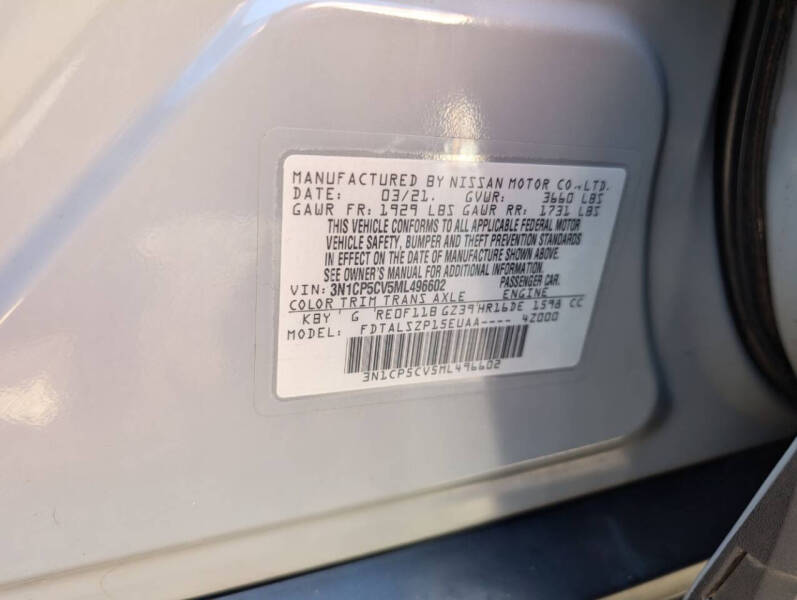 MANUFACTURED BY NISSAN MOTOR CO.,LTD.
DATE: 03/21. GVWR: 3660 LBS
GAWR FR: 1929 LBS GAWR RR: 1731 LBS
THIS VEHICLE CONFORMS TO ALL APPLICABLE FEDERAL MOTOR
VEHICLE SAFETY, BUMPER AND THEFT PREVENTION STANDARDS
IN EFFECT ON THE DATE OF MANUFACTURE SHOWN ABOVE.
SEE OWNER'S MANUAL FOR ADDITIONAL INFORMATION.
VIN: 3N1CP5CV5ML496602 PASSENGER CAR
COLOR TRIM TRANS AXLE ENGINE
KBY G RE0F11B GZ39 HR16DE 1598 CC
MODEL: FDTALSZP15EUAA---- 42000
3N1CP5CV5ML496602